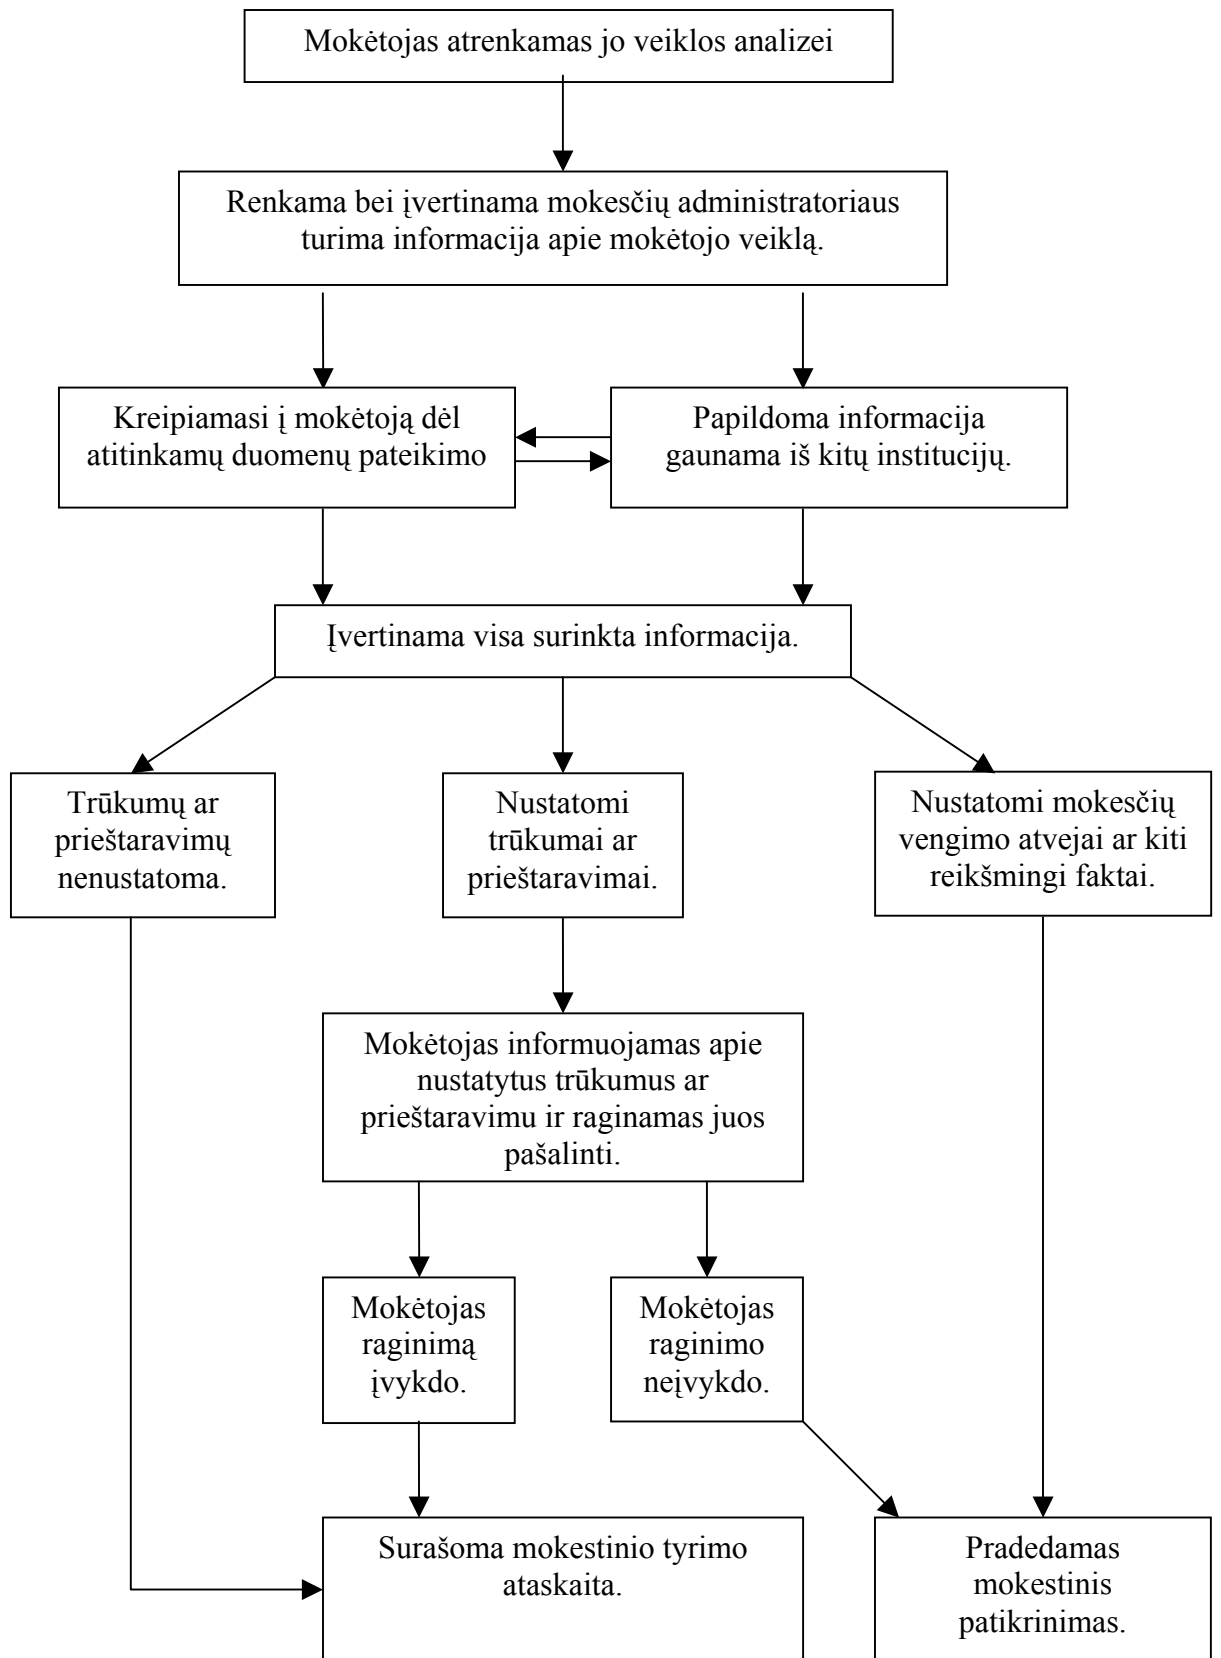 Mokėtojas atrenkamas jo veiklos analizei
Renkama bei įvertinama mokesčių administratoriaus
turima informacija apie mokėtojo veiklą.
Kreipiamasi į mokėtoją dėl
atitinkamų duomenų pateikimo
Papildoma informacija
gaunama iš kitų institucijų.
Įvertinama visa surinkta informacija.
Trūkumų ar
prieštaravimų
nenustatoma.
Nustatomi
trūkumai ar
prieštaravimai.
Nustatomi mokesčių
vengimo atvejai ar kiti
reikšmingi faktai.
Mokėtojas informuojamas apie
nustatytus trūkumus ar
prieštaravimu ir raginamas juos
pašalinti.
Mokėtojas
raginimą
įvykdo.
Mokėtojas
raginimo
neįvykdo.
Surašoma mokestinio tyrimo
ataskaita.
Pradedamas
mokestinis
patikrinimas.